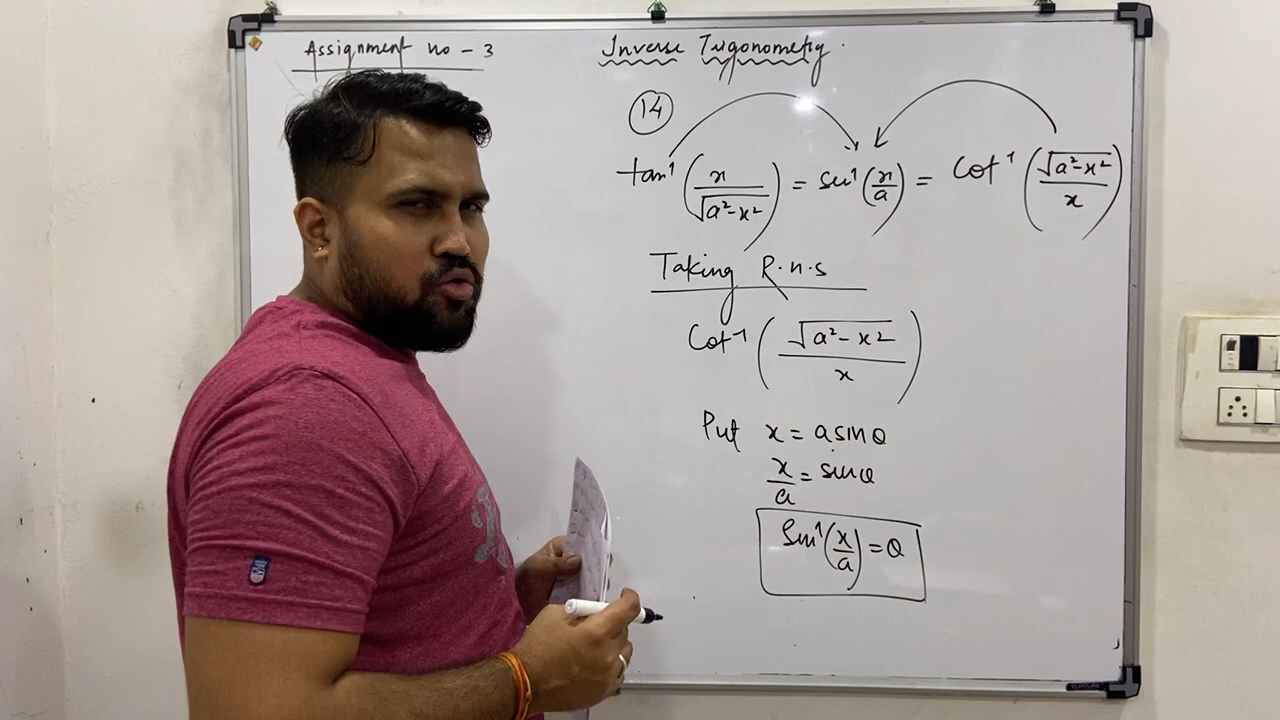 Assignment no - 3
Inverse Trigonometry.
14
tan⁻¹ (x/√a²-x²) = sin⁻¹ (x/a) = Cot⁻¹ (√a²-x²/x)
Taking R.H.S
Cot⁻¹ (√a²-x²/x)
Put x = a sinθ
x/a = sinθ
Sin⁻¹ (x/a) = θ